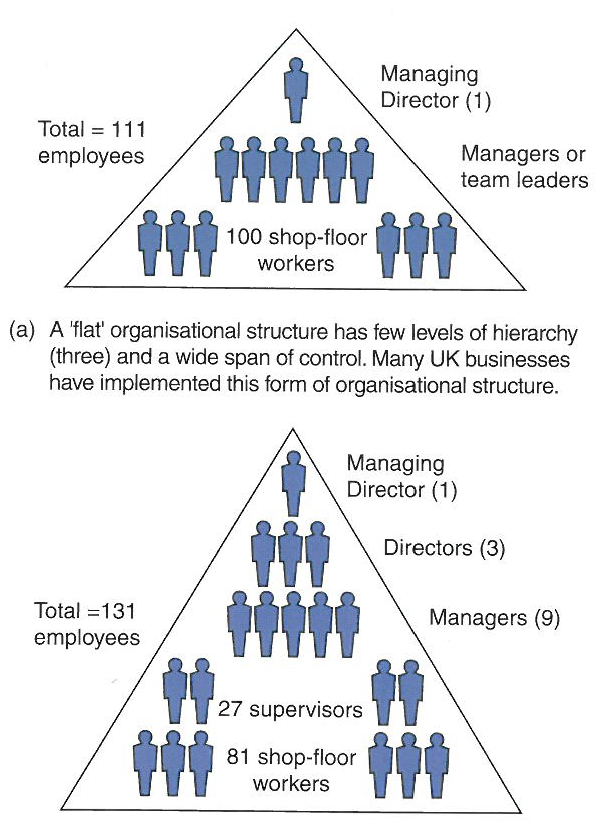 Managing
Director (1)
Total = 111
employees
Managers or
team leaders
100 shop-floor
workers
(a) A 'flat' organisational structure has few levels of hierarchy
(three) and a wide span of control. Many UK businesses
have implemented this form of organisational structure.
Managing
Director (1)
Directors (3)
Total =131
employees
Managers (9)
27 supervisors
81 shop-floor
workers